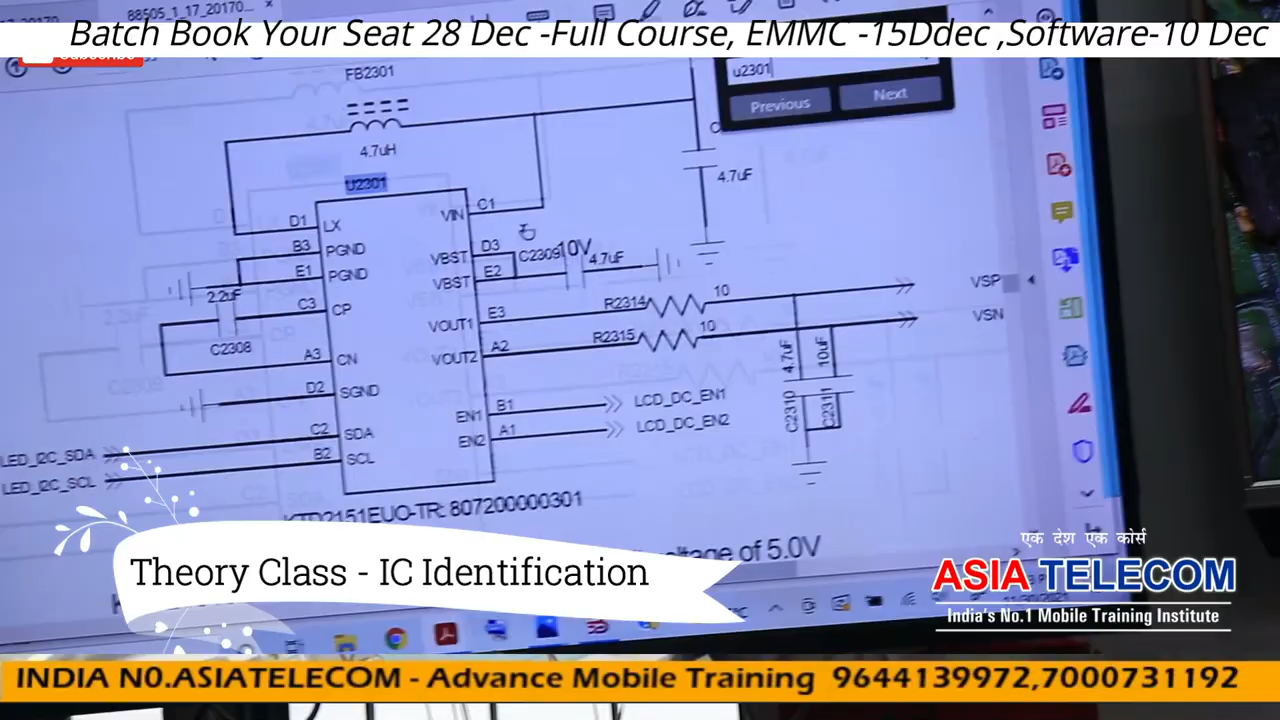 88505_1_17_20170...
Batch Book Your Seat 28 Dec -Full Course, EMMC -15Ddec ,Software-10 Dec
FB2301
u2301
Previous
Next
4.7uH
4.7uF
U2301
D1
LX
VIN
C1
B3
PGND
VBST
D3
C2309
10V
4.7uF
E1
PGND
VBST
E2
2.2uF
C3
CP
VOUT1
E3
R2314
10
VSP
C2308
A3
CN
VOUT2
A2
R2315
10
VSN
D2
SGND
4.7uF
10uF
C2310
C2311
EN1
B1
LCD_DC_EN1
C2
SDA
EN2
A1
LCD_DC_EN2
LED_I2C_SDA
B2
SCL
LED_I2C_SCL
KTD2151EUO-TR: 807200000301
of 5.0V
Theory Class - IC Identification
एक देश एक कोर्स
ASIA TELECOM
India's No.1 Mobile Training Institute
INDIA N0.ASIATELECOM - Advance Mobile Training 9644139972,7000731192